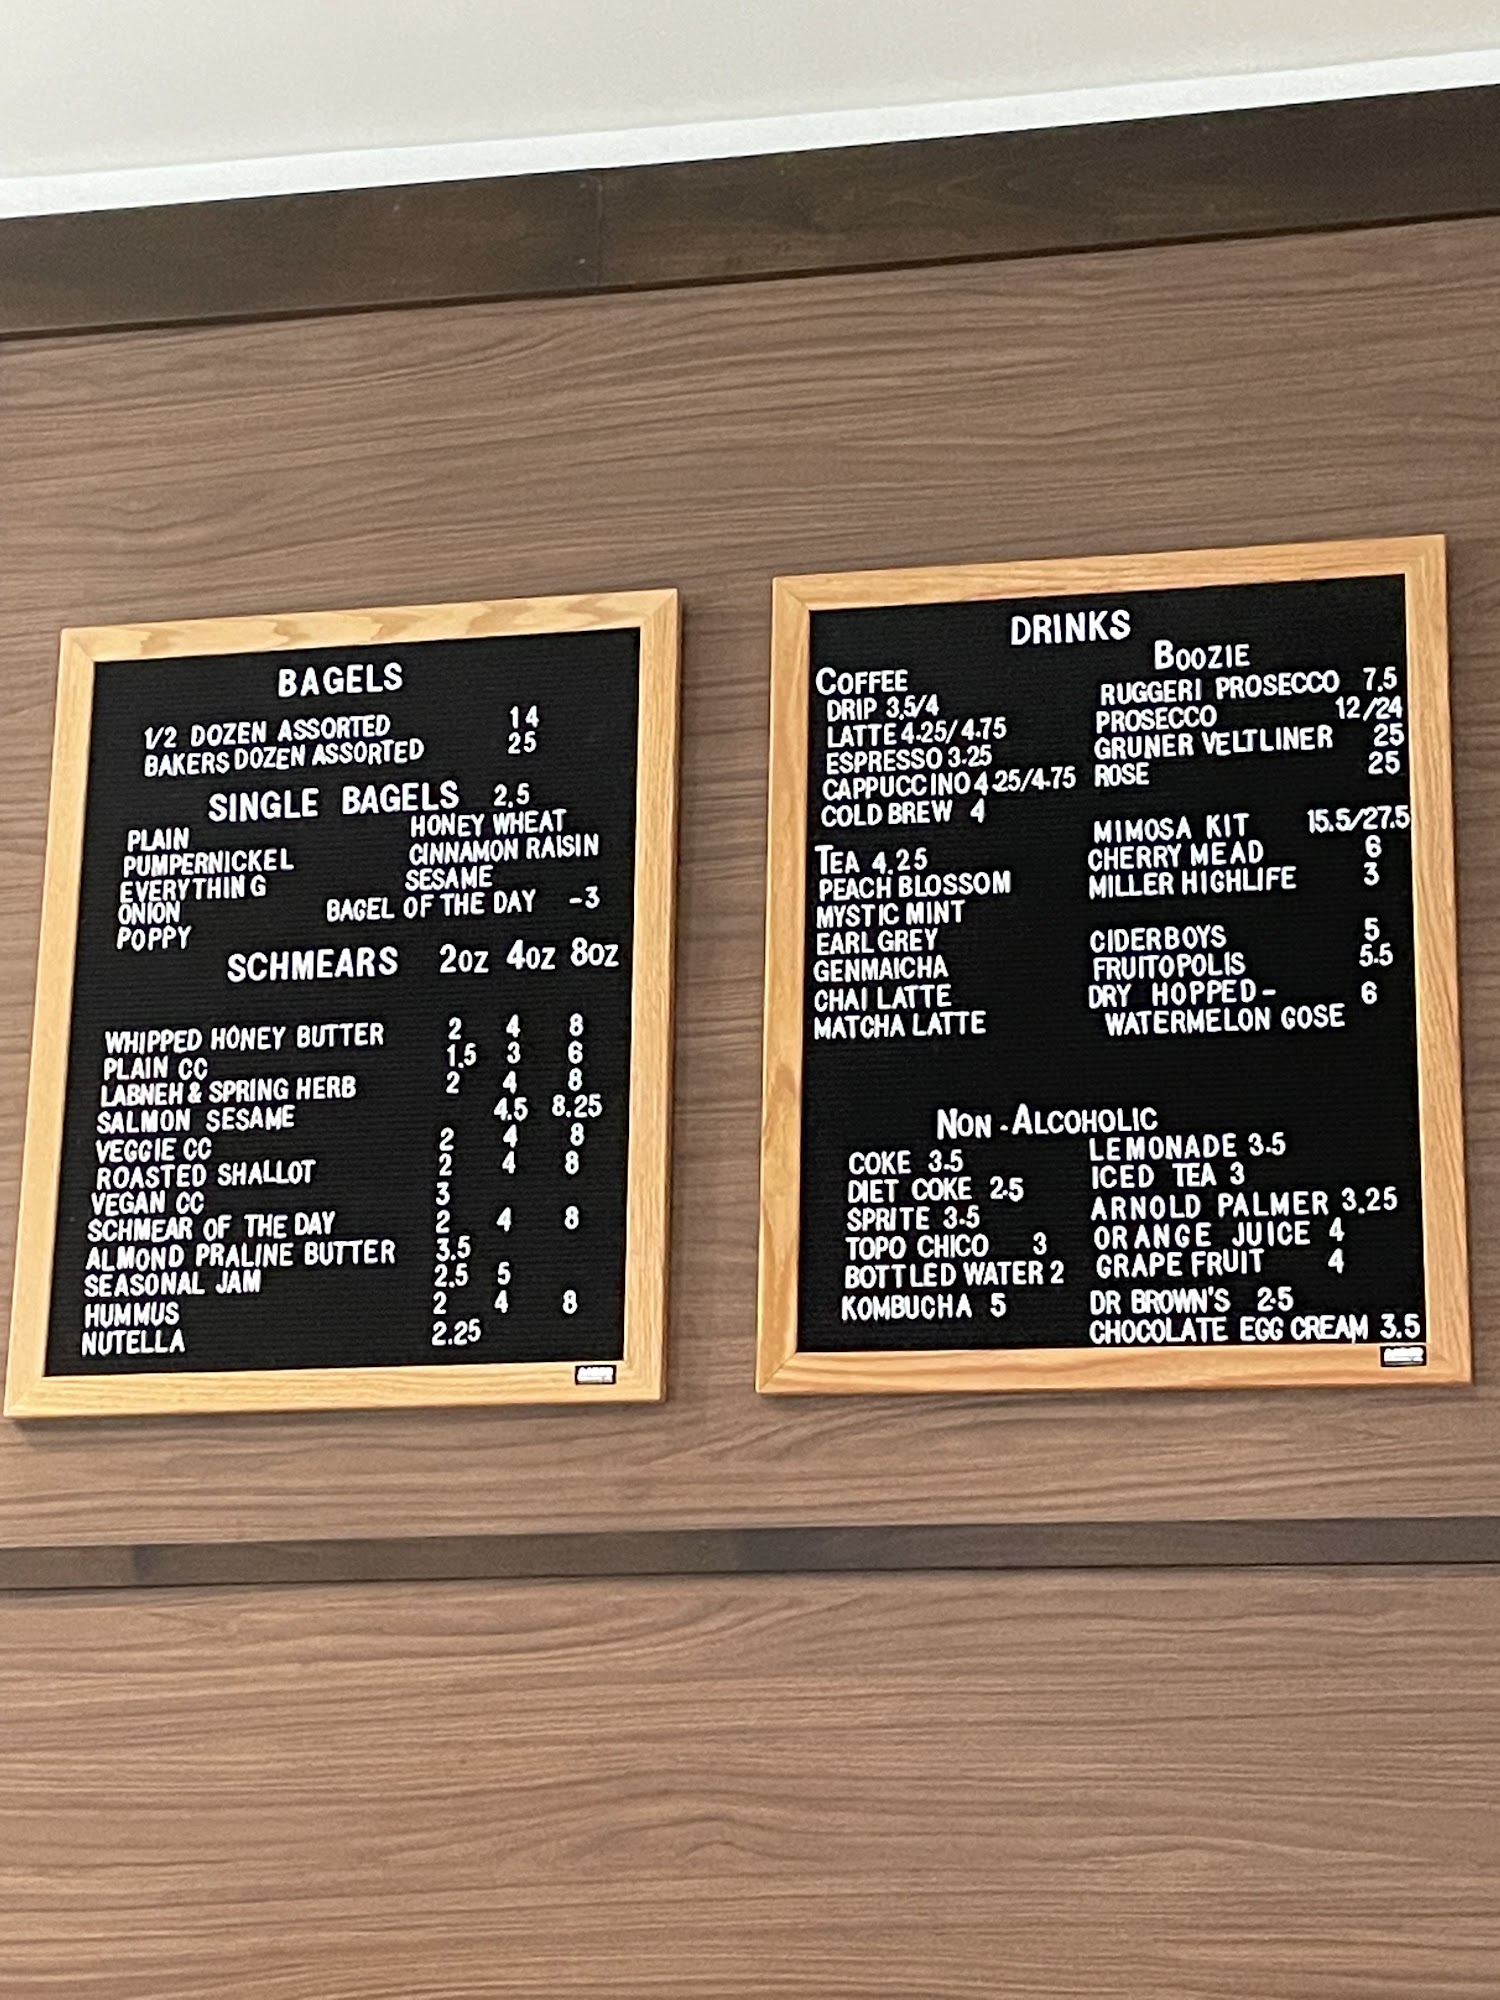 BAGELS
1/2 DOZEN ASSORTED 14
BAKERS DOZEN ASSORTED 25
SINGLE BAGELS 2.5
PLAIN
PUMPERNICKEL
EVERYTHING
ONION
POPPY
HONEY WHEAT
CINNAMON RAISIN
SESAME
BAGEL OF THE DAY -3
SCHMEARS 2OZ 4OZ 8OZ
WHIPPED HONEY BUTTER 2 4 8
PLAIN CC 1.5 3 6
LABNEH & SPRING HERB 2 4 8
SALMON SESAME 4.5 8.25
VEGGIE CC 2 4 8
ROASTED SHALLOT 2 4 8
VEGAN CC 3
SCHMEAR OF THE DAY 2 4 8
ALMOND PRALINE BUTTER 3.5
SEASONAL JAM 2.5 5
HUMMUS 2 4 8
NUTELLA 2.25
DRINKS
COFFEE
DRIP 3,5/4
LATTE 4.25/4.75
ESPRESSO 3.25
CAPPUCCINO 4.25/4.75
COLD BREW 4
TEA 4.25
PEACH BLOSSOM
MYSTIC MINT
EARL GREY
GENMAICHA
CHAI LATTE
MATCHA LATTE
BOOZIE
RUGGERI PROSECCO 7.5
PROSECCO 12/24
GRUNER VELTLINER 25
ROSE 25
MIMOSA KIT 15.5/27.5
CHERRY MEAD 6
MILLER HIGHLIFE 3
CIDERBOYS 5
FRUITOPOLIS 5.5
DRY HOPPED- 6
WATERMELON GOSE
NON-ALCOHOLIC
COKE 3.5
DIET COKE 2.5
SPRITE 3.5
TOPO CHICO 3
BOTTLED WATER 2
KOMBUCHA 5
LEMONADE 3.5
ICED TEA 3
ARNOLD PALMER 3.25
ORANGE JUICE 4
GRAPEFRUIT 4
DR BROWN'S 2.5
CHOCOLATE EGG CREAM 3.5